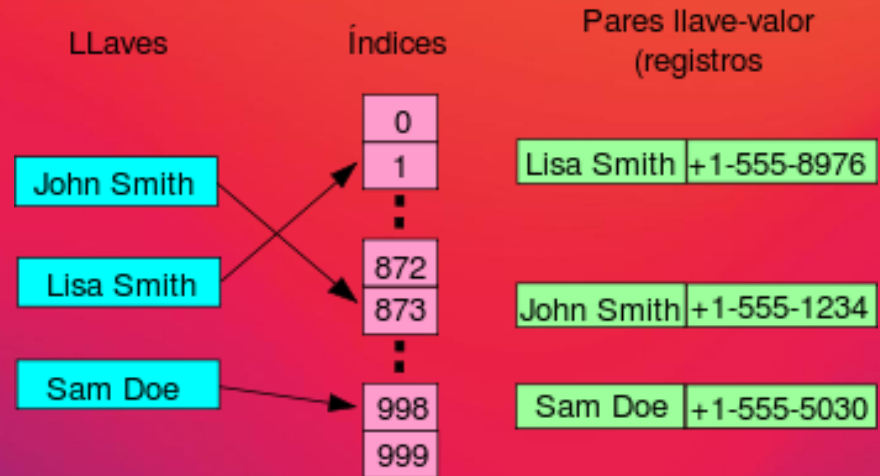 LLaves
Índices
Pares llave-valor
(registros
John Smith
Lisa Smith
Sam Doe
0
1
872
873
998
999
Lisa Smith +1-555-8976
John Smith +1-555-1234
Sam Doe +1-555-5030